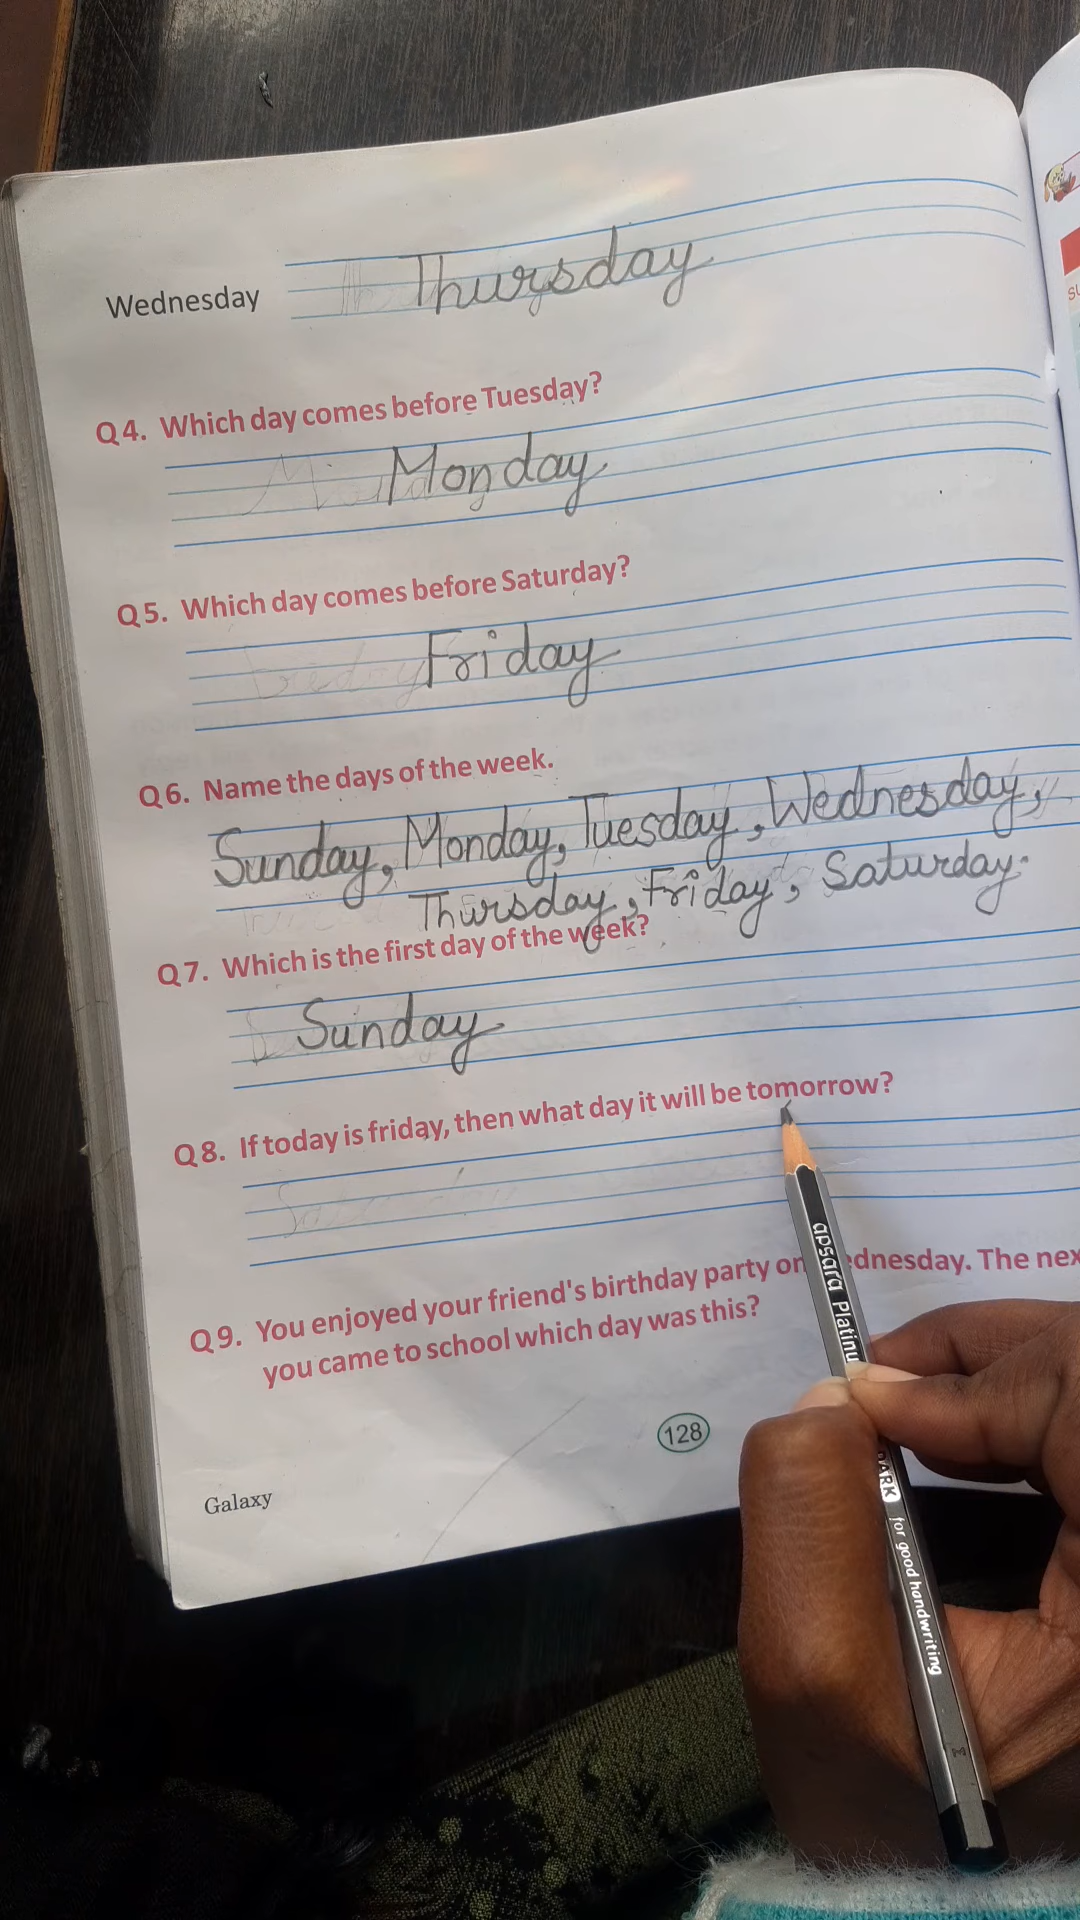 Wednesday Thursday
Q4. Which day comes before Tuesday?
Monday
Q5. Which day comes before Saturday?
Friday
Q6. Name the days of the week.
Sunday, Monday, Tuesday, Wednesday,
Thursday, Friday, Saturday.
Q7. Which is the first day of the week?
Sunday
Q8. If today is friday, then what day it will be tomorrow?
Q9. You enjoyed your friend's birthday party on The
you came to school which day was this?
128
Galaxy
apsara Platinu
for good handwriting